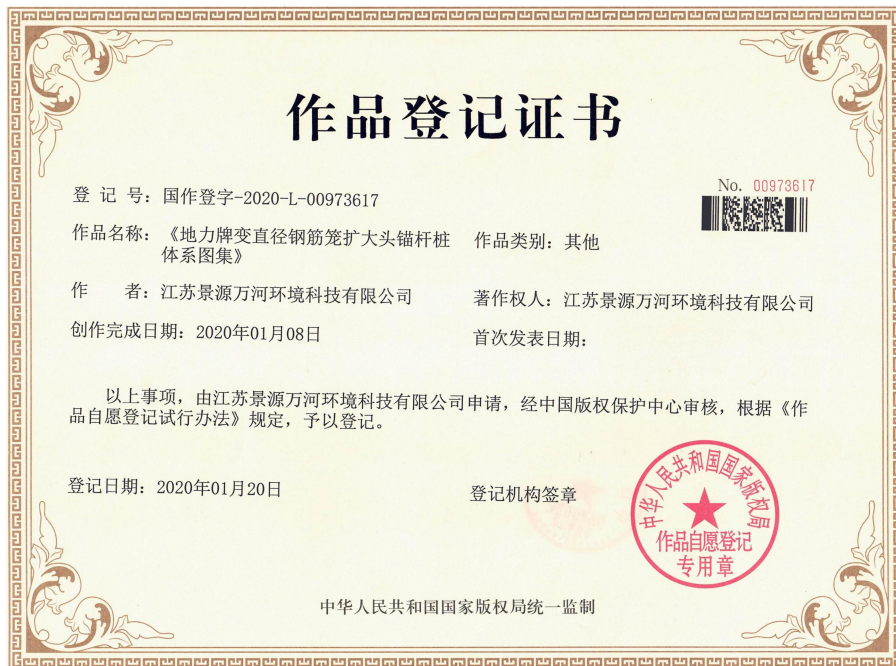 作品登记证书
No. 00973617
登 记 号：国作登字-2020-L-00973617
作品名称：《地力牌变直径钢筋笼扩大头锚杆桩
体系图集》
作品类别：其他
作 者：江苏景源万河环境科技有限公司
著作权人：江苏景源万河环境科技有限公司
创作完成日期：2020年01月08日
首次发表日期：
以上事项，由江苏景源万河环境科技有限公司申请，经中国版权保护中心审核，根据《作
品自愿登记试行办法》规定，予以登记。
登记日期：2020年01月20日
登记机构签章
中华人民共和国国家版权局
作品自愿登记
专用章
中华人民共和国国家版权局统一监制